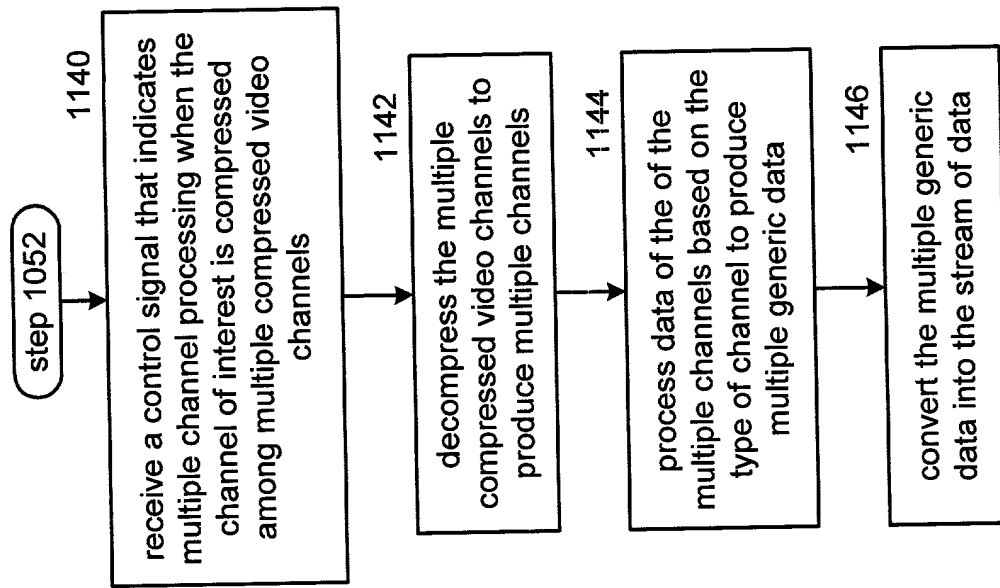 step 1052
1140
receive a control signal that indicates
multiple channel processing when the
channel of interest is compressed
among multiple compressed video
channels
1142
decompress the multiple
compressed video channels to
produce multiple channels
1144
process data of the of the
multiple channels based on the
type of channel to produce
multiple generic data
1146
convert the multiple generic
data into the stream of data